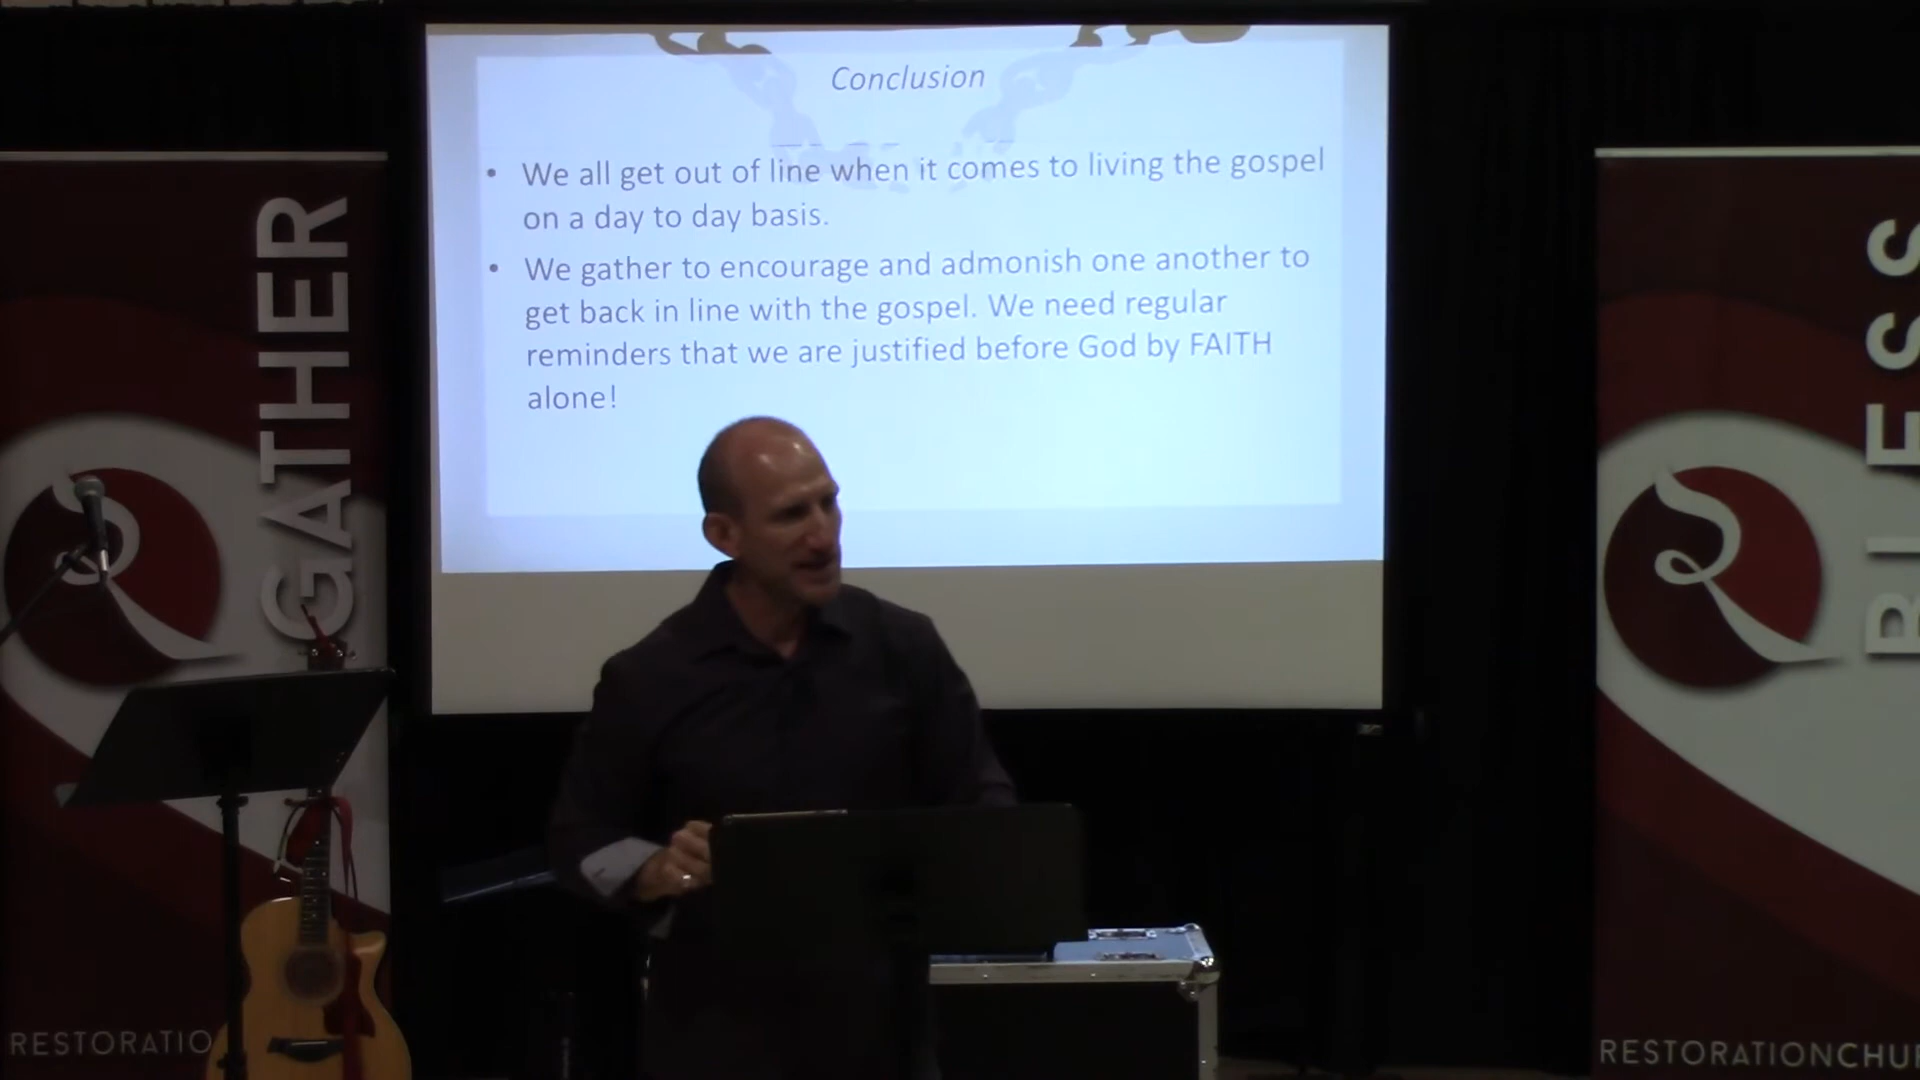 Conclusion
• We all get out of line when it comes to living the gospel
on a day to day basis.
• We gather to encourage and admonish one another to
get back in line with the gospel. We need regular
reminders that we are justified before God by FAITH
alone!
GATHER
BLESS
RESTORATIO
RESTORATIONCHU